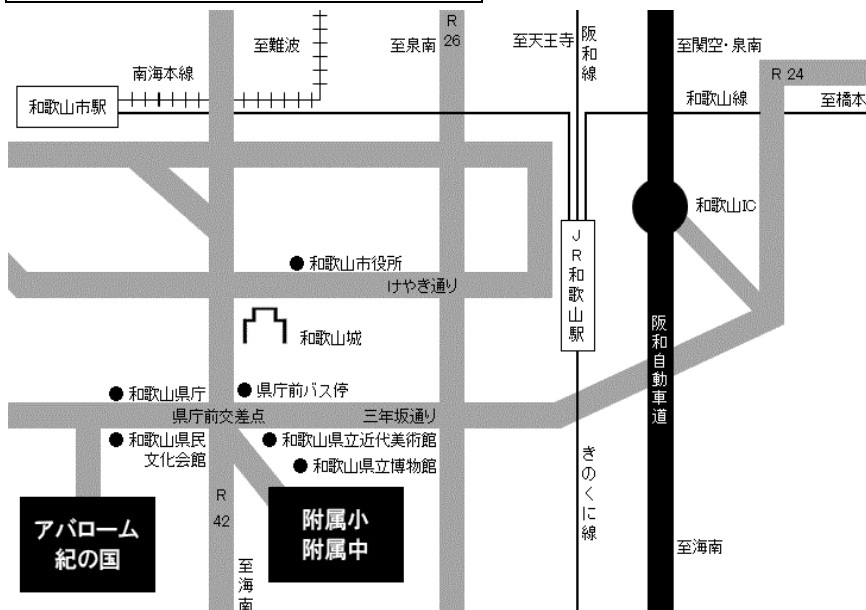 R
26
至難波
至泉南
至天王寺
阪和線
至関空・泉南
南海本線
R 24
和歌山市駅
和歌山線
至橋本
和歌山IC
JR和歌山駅
和歌山市役所
けやき通り
和歌山城
阪和自動車道
和歌山県庁
県庁前バス停
県庁前交差点
三年坂通り
和歌山県民
文化会館
和歌山県立近代美術館
和歌山県立博物館
きのくに線
R
42
アバローム
紀の国
附属小
附属中
至海南
至海南